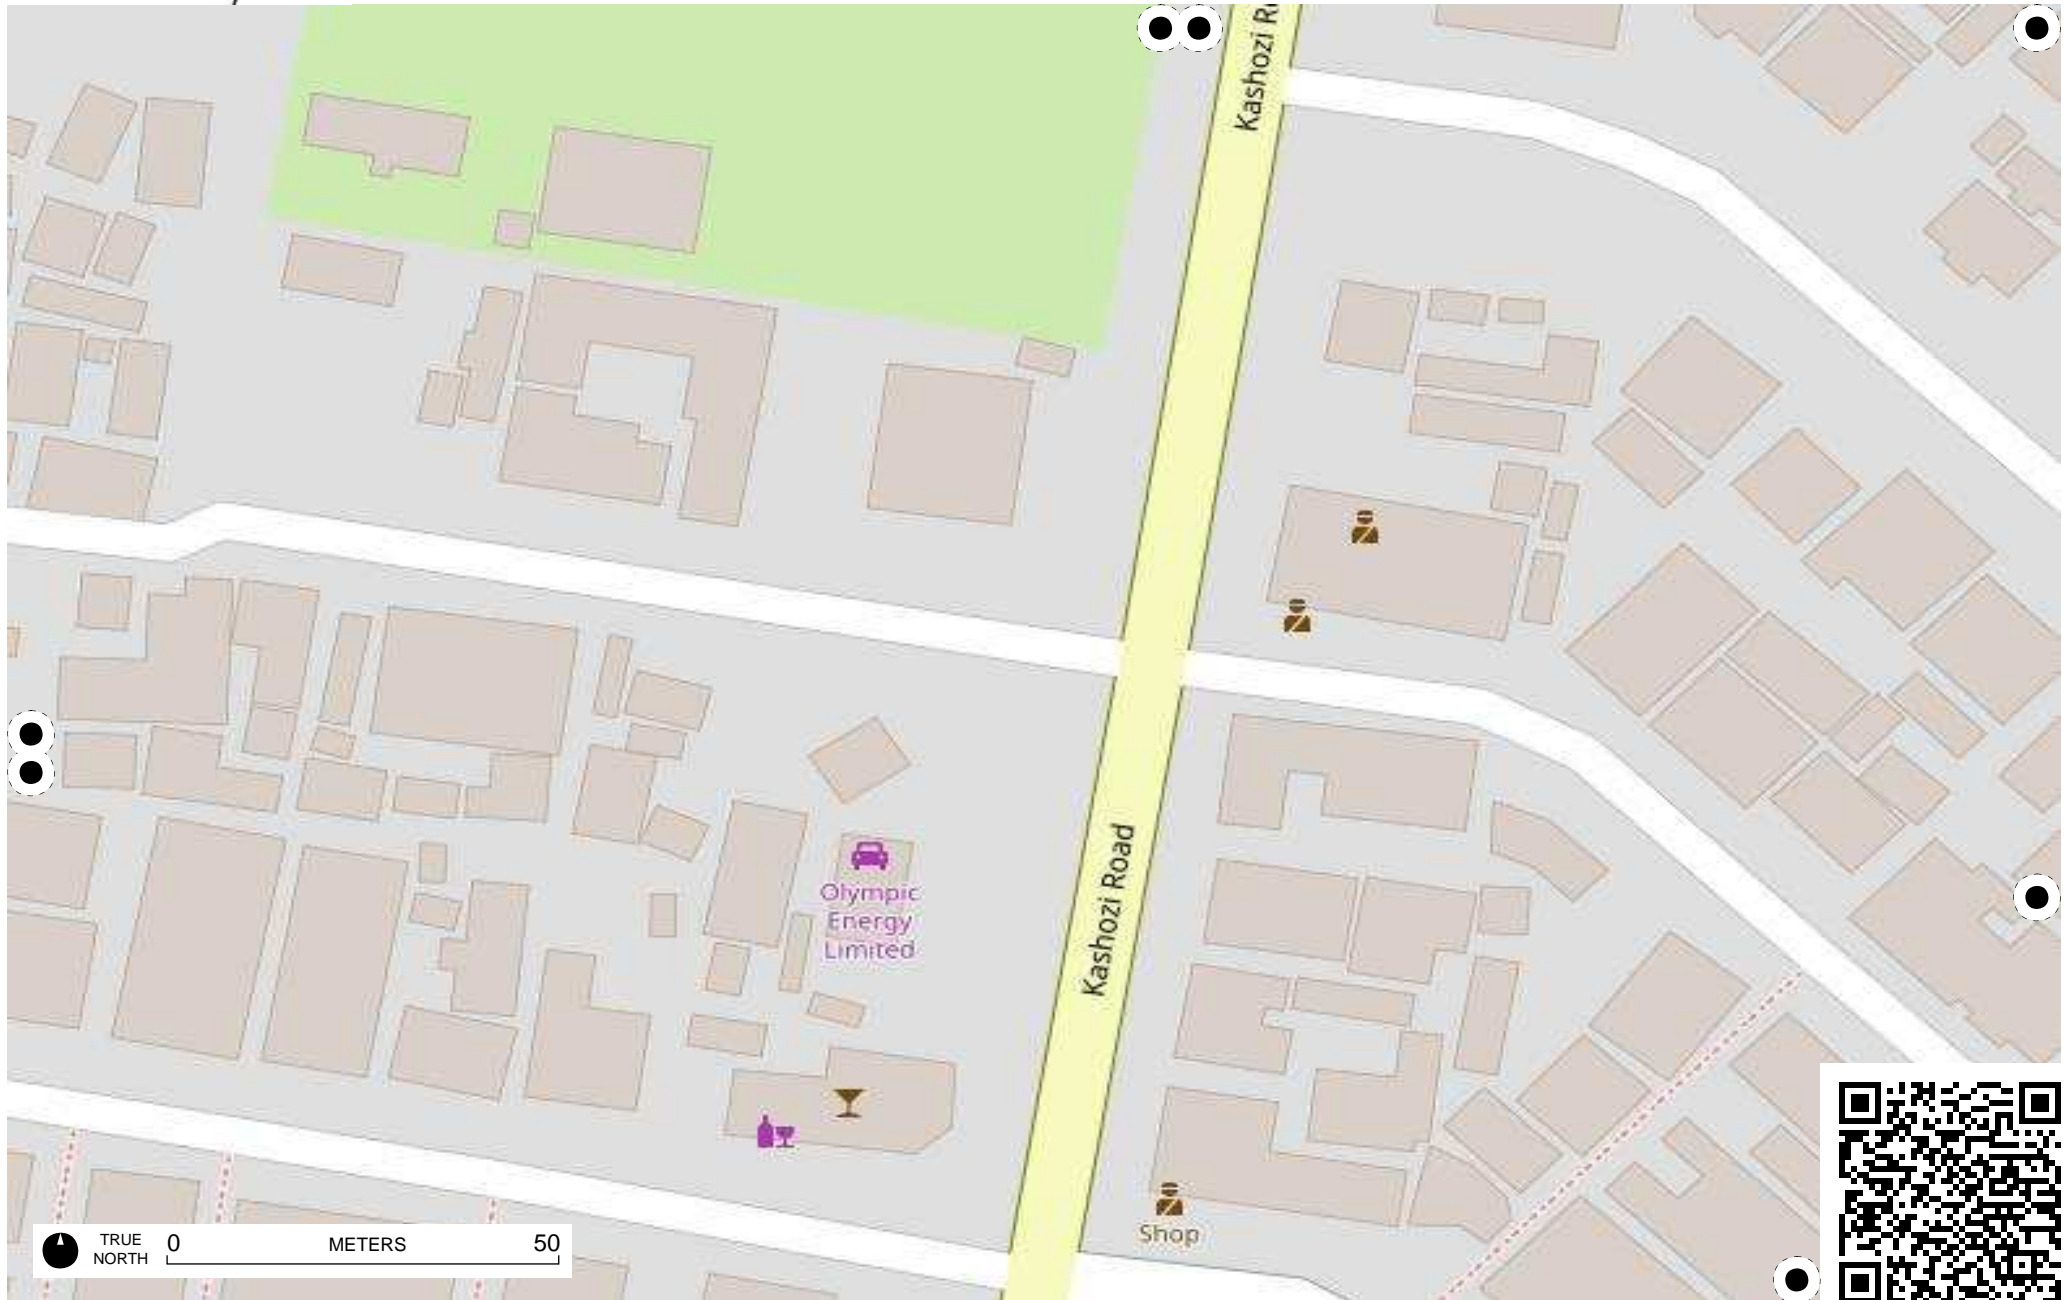 Kashozi R
Olympic
Energy
Limited
Kashozi Road
Shop
TRUE
NORTH
0 METERS 50